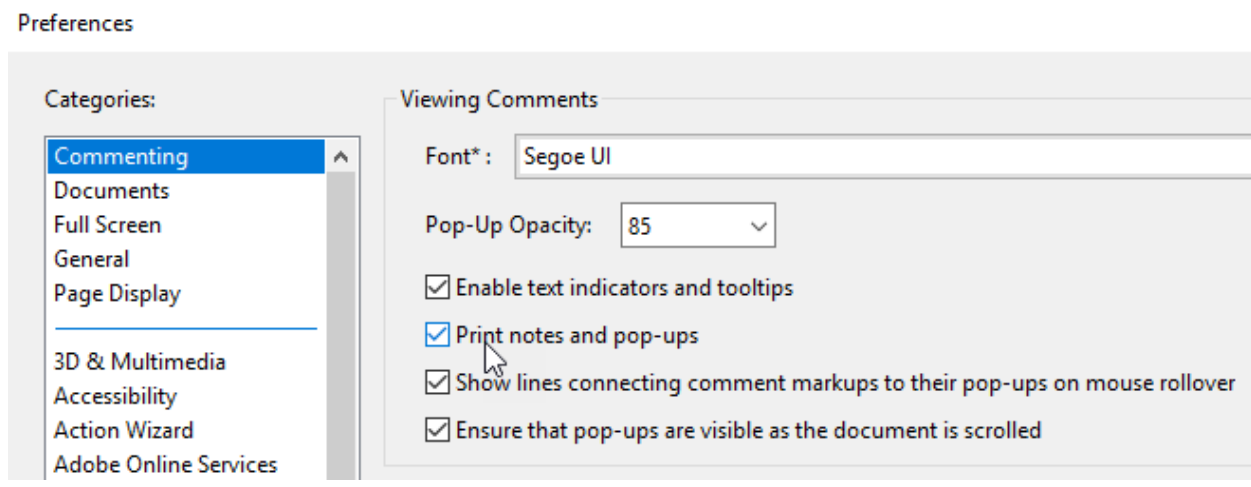 Preferences
Categories:
Commenting
Documents
Full Screen
General
Page Display
3D & Multimedia
Accessibility
Action Wizard
Adobe Online Services
Viewing Comments
Font* :
Segoe UI
Pop-Up Opacity:
85
Enable text indicators and tooltips
Print notes and pop-ups
Show lines connecting comment markups to their pop-ups on mouse rollover
Ensure that pop-ups are visible as the document is scrolled